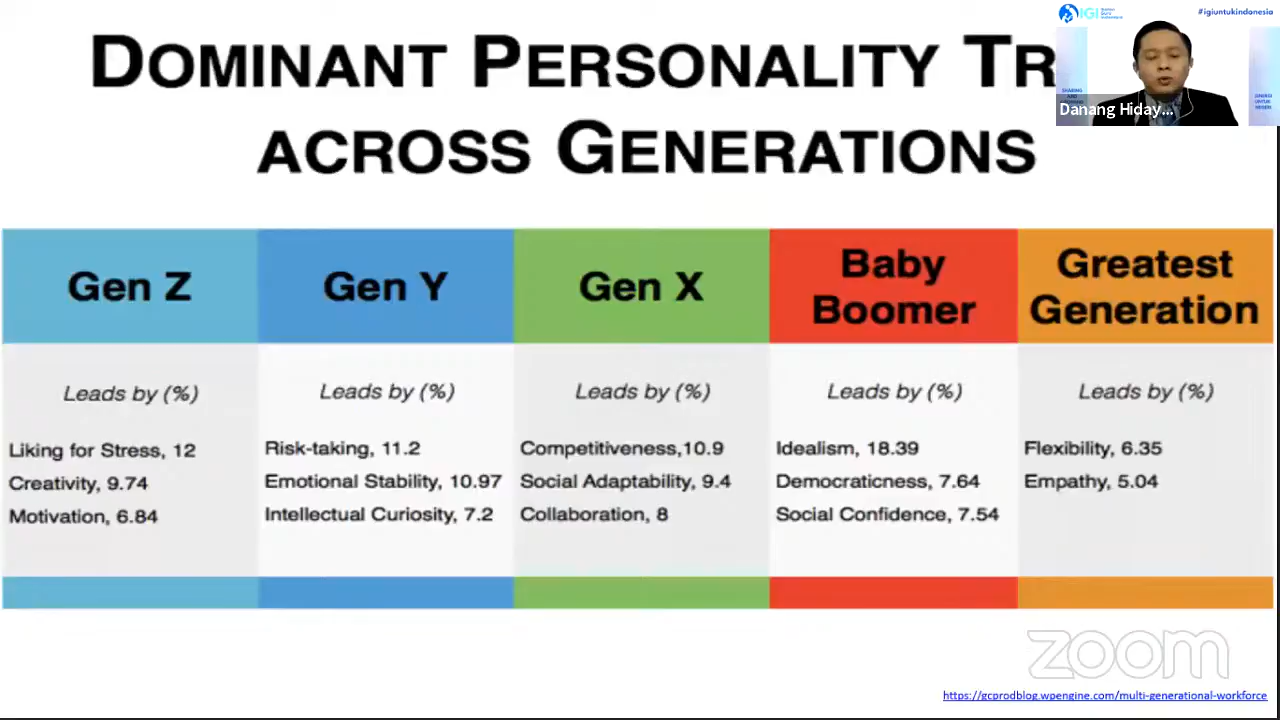 IGI
#igiuntukindonesia
DOMINANT PERSONALITY TR
ACROSS GENERATIONS
Danang Hiday...
Gen Z
Gen Y
Gen X
Baby
Boomer
Greatest
Generation
Leads by (%)
Liking for Stress, 12
Creativity, 9.74
Motivation, 6.84
Leads by (%)
Risk-taking, 11.2
Emotional Stability, 10.97
Intellectual Curiosity, 7.2
Leads by (%)
Competitiveness,10.9
Social Adaptability, 9.4
Collaboration, 8
Leads by (%)
Idealism, 18.39
Democraticness, 7.64
Social Confidence, 7.54
Leads by (%)
Flexibility, 6.35
Empathy, 5.04
zoom
https://gcprodblog.wpengine.com/multi-generational-workforce